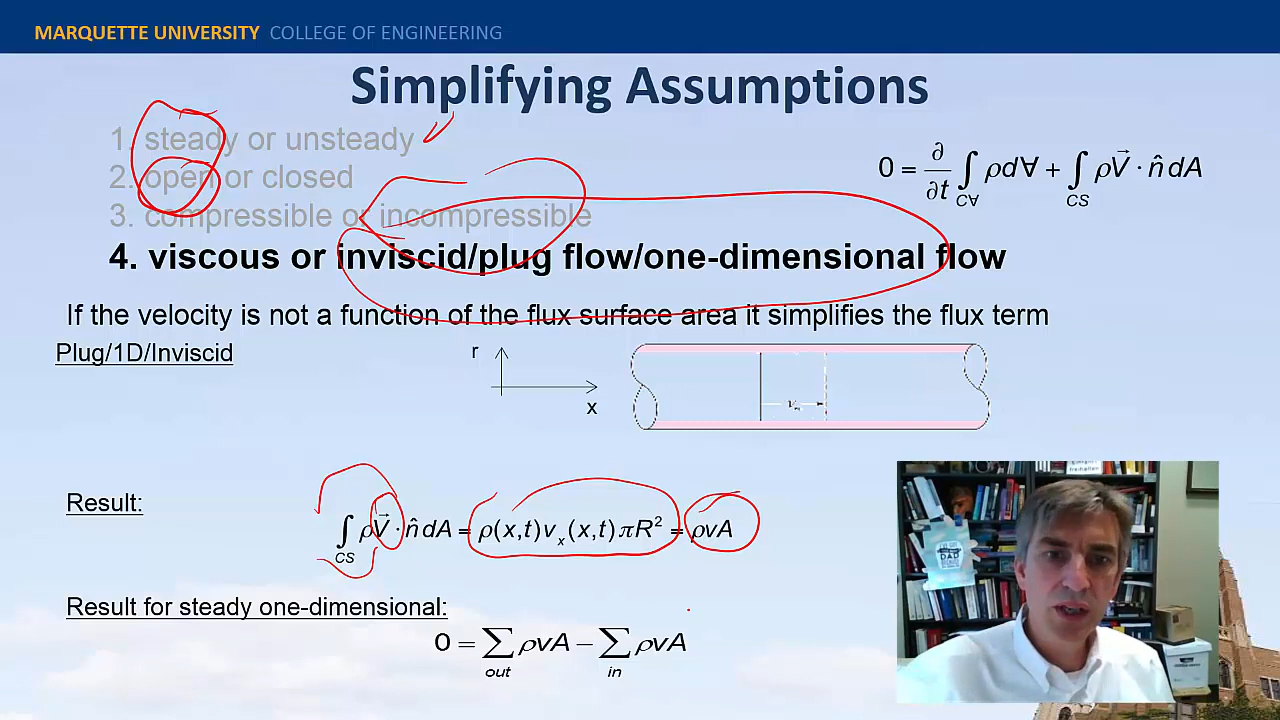 MARQUETTE UNIVERSITY COLLEGE OF ENGINEERING
Simplifying Assumptions
1. steady or unsteady
2. open or closed
3. compressible or incompressible
4. viscous or inviscid/plug flow/one-dimensional flow
0 = ∂/∂t ∫_C∀ ρd∀ + ∫_CS ρV⃗ · n̂ dA
If the velocity is not a function of the flux surface area it simplifies the flux term
Plug/1D/Inviscid
r
x
Result:
∫_CS ρV⃗ · n̂ dA = ρ(x,t)v_x(x,t)πR² = ρvA
Result for steady one-dimensional:
0 = ∑_out ρvA − ∑_in ρvA
DAD